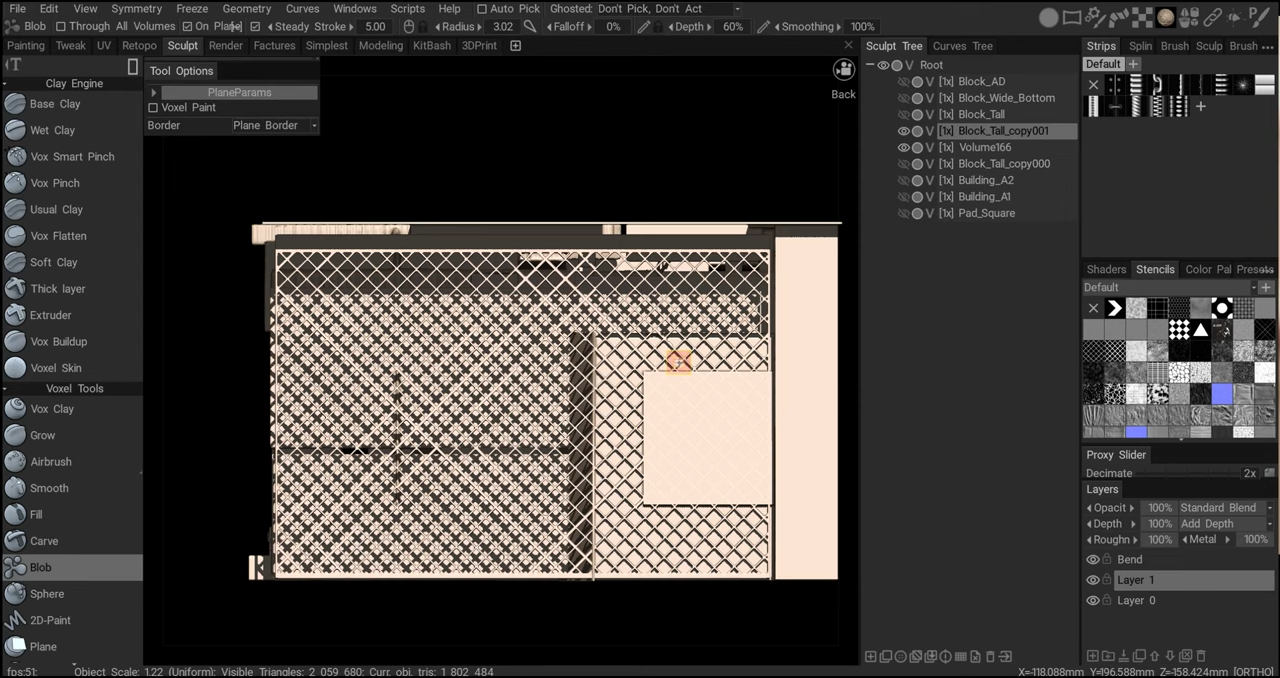 File Edit View Symmetry Freeze Geometry Curves Windows Scripts Help Auto Pick Ghosted: Don't Pick, Don't Act
Blob Through All Volumes On Plane Steady Stroke 5.00 Radius 3.02 Falloff 0% Depth 60% Smoothing 100%
Painting Tweak UV Retopo Sculpt Render Factures Simplest Modeling KitBash 3DPrint
Clay Engine
Base Clay
Wet Clay
Vox Smart Pinch
Vox Pinch
Usual Clay
Vox Flatten
Soft Clay
Thick layer
Extruder
Vox Buildup
Voxel Skin
Voxel Tools
Vox Clay
Grow
Airbrush
Smooth
Fill
Carve
Blob
Sphere
2D-Paint
Plane
Tool Options
PlaneParams
Voxel Paint
Border Plane Border
Back
Sculpt Tree Curves Tree
Root
V [1x] Block_AD
V [1x] Block_Wide_Bottom
V [1x] Block_Tall
V [1x] Block_Tall_copy001
V [1x] Volume166
V [1x] Block_Tall_copy000
V [1x] Building_A2
V [1x] Building_A1
V [1x] Pad_Square
Strips Splin Brush Sculp Brush
Default
Shaders Stencils Color Pal Presets
Default
Proxy Slider
Decimate 2x
Layers
Opacit 100% Standard Blend
Depth 100% Add Depth
Roughn 100% Metal 100%
Bend
Layer 1
Layer 0
fps:51; Object Scale: 1.22 (Uniform); Visible Triangles: 2 059 680; Curr. obj. tris: 1 802 484
X=-118.088mm Y=196.588mm Z=-158.424mm [ORTHO]